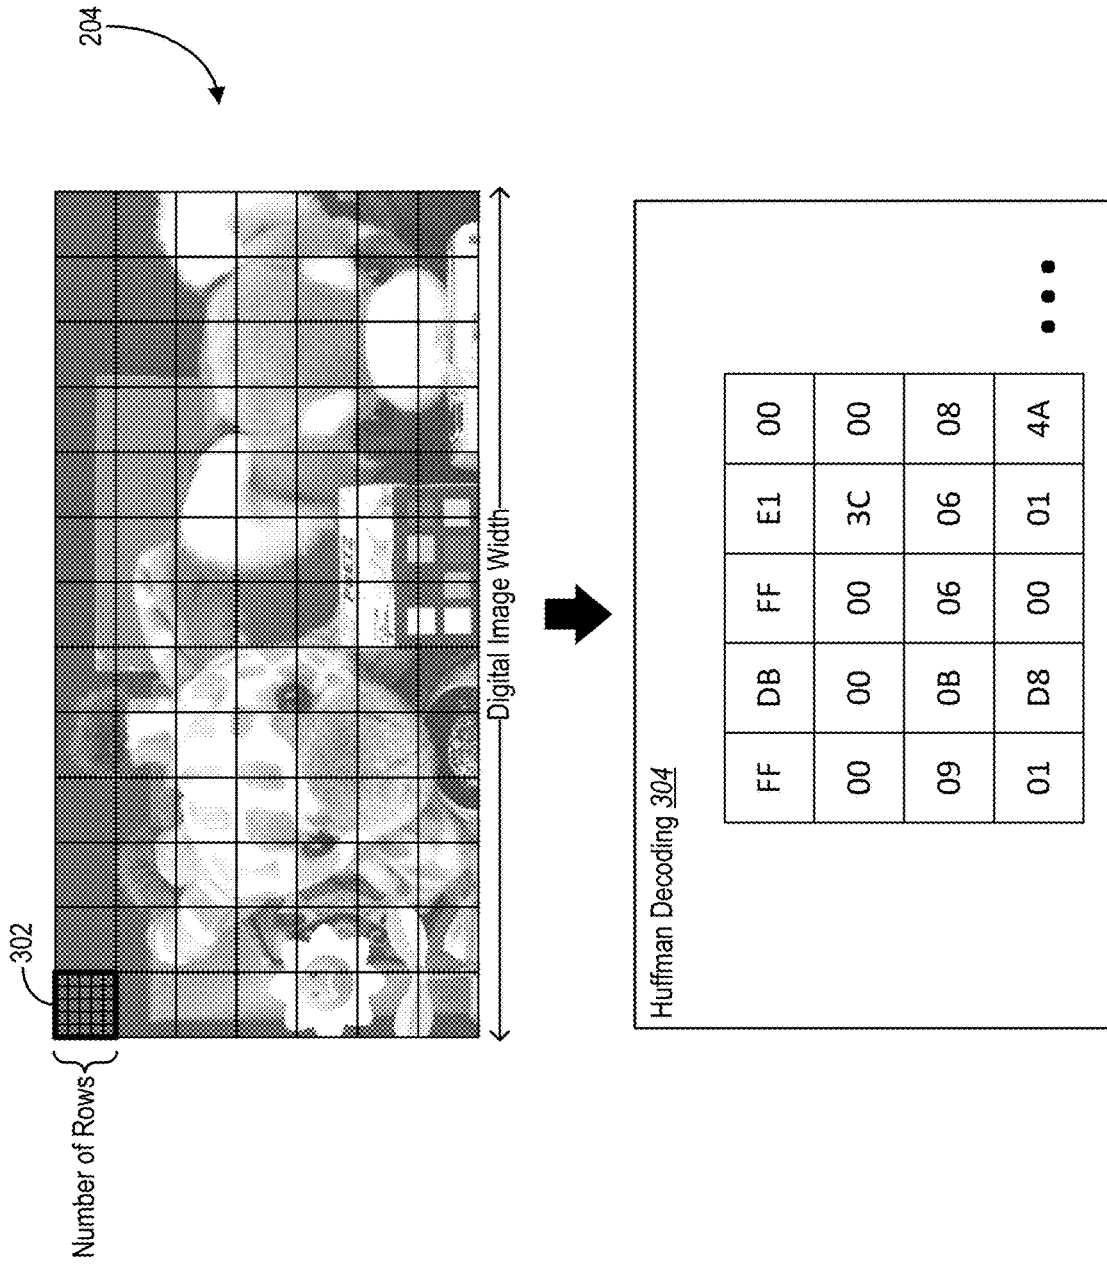 204
302
Number of Rows
Digital Image Width
Huffman Decoding 304
FF DB FF E1 00
00 00 00 3C 00
09 0B 06 06 08
01 D8 00 01 4A